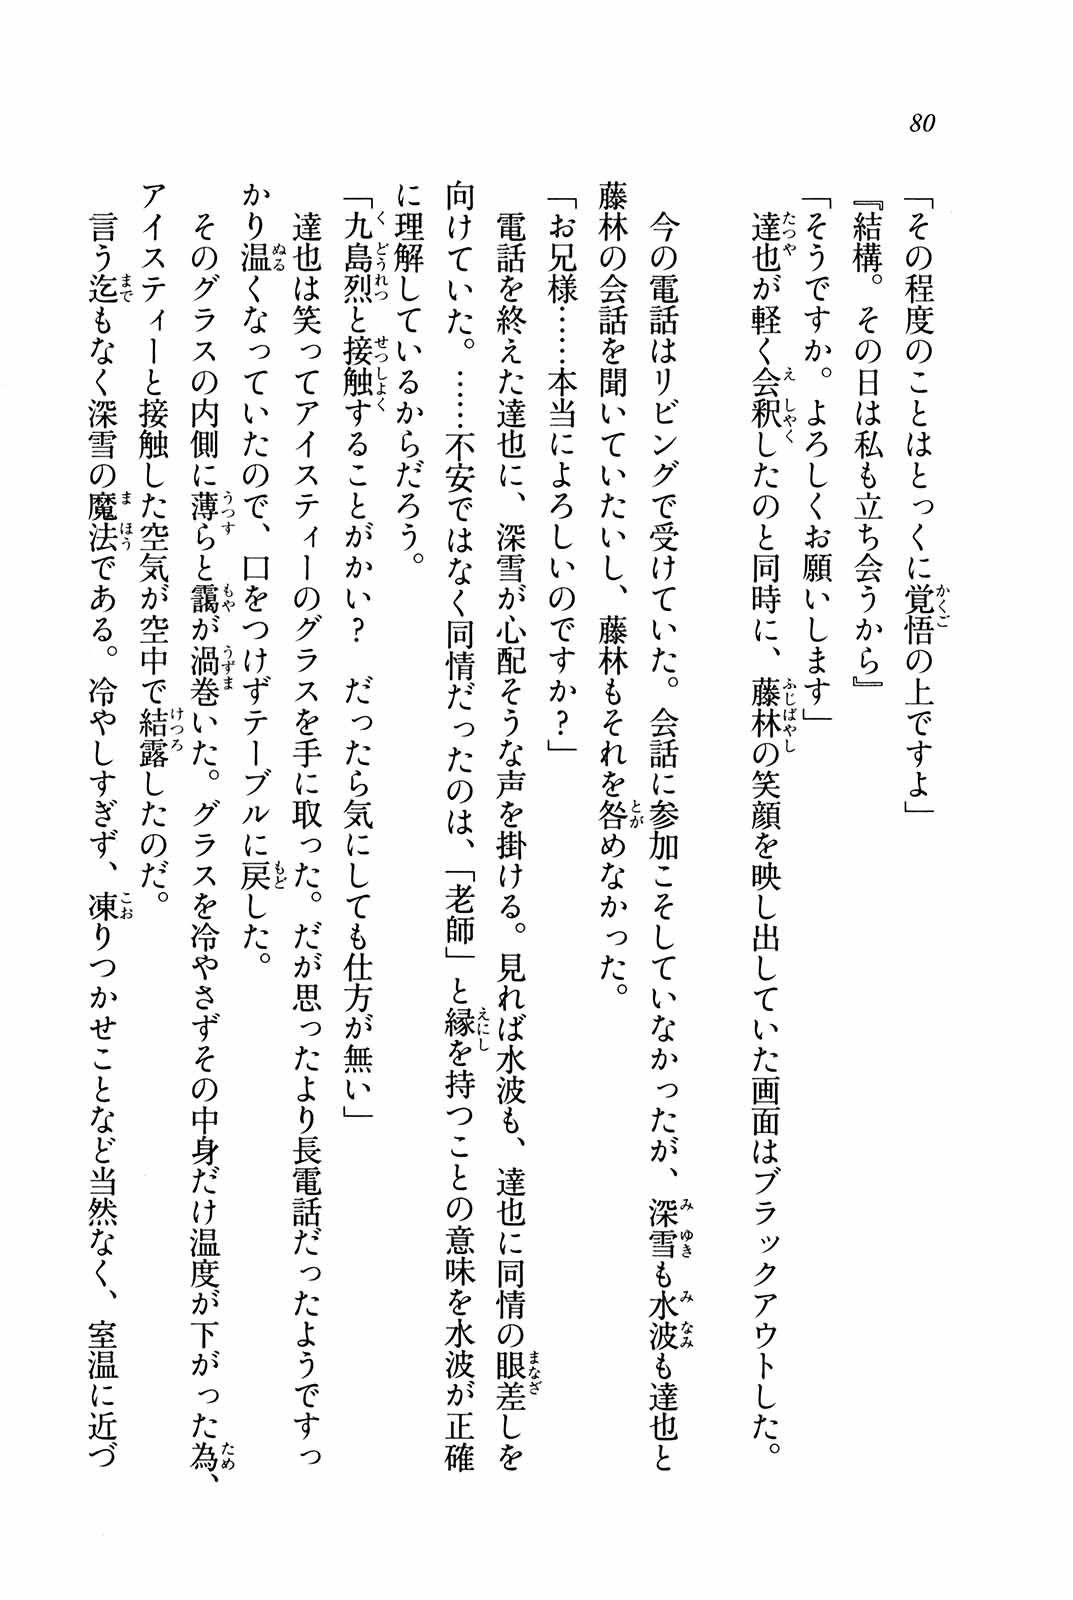 80
「その程度のことはとっくに覚悟の上ですよ」
『結構。その日は私も立ち会うから』
「そうですか。よろしくお願いします」
達也が軽く会釈したのと同時に、藤林の笑顔を映し出していた画面はブラックアウトした。
今の電話はリビングで受けていた。会話に参加こそしていなかったが、深雪も水波も達也と
藤林の会話を聞いていたいし、藤林もそれを咎めなかった。
「お兄様……本当によろしいのですか？」
電話を終えた達也に、深雪が心配そうな声を掛ける。見れば水波も、達也に同情の眼差しを
向けていた。……不安ではなく同情だったのは、「老師」と縁を持つことの意味を水波が正確
に理解しているからだろう。
「九島烈と接触することがかい？　だったら気にしても仕方が無い」
達也は笑ってアイスティーのグラスを手に取った。だが思ったより長電話だったようですっ
かり温くなっていたので、口をつけずテーブルに戻した。
そのグラスの内側に薄らと靄が渦巻いた。グラスを冷やさずその中身だけ温度が下がった為、
アイスティーと接触した空気が空中で結露したのだ。
言う迄もなく深雪の魔法である。冷やしすぎず、凍りつかせことなど当然なく、室温に近づ